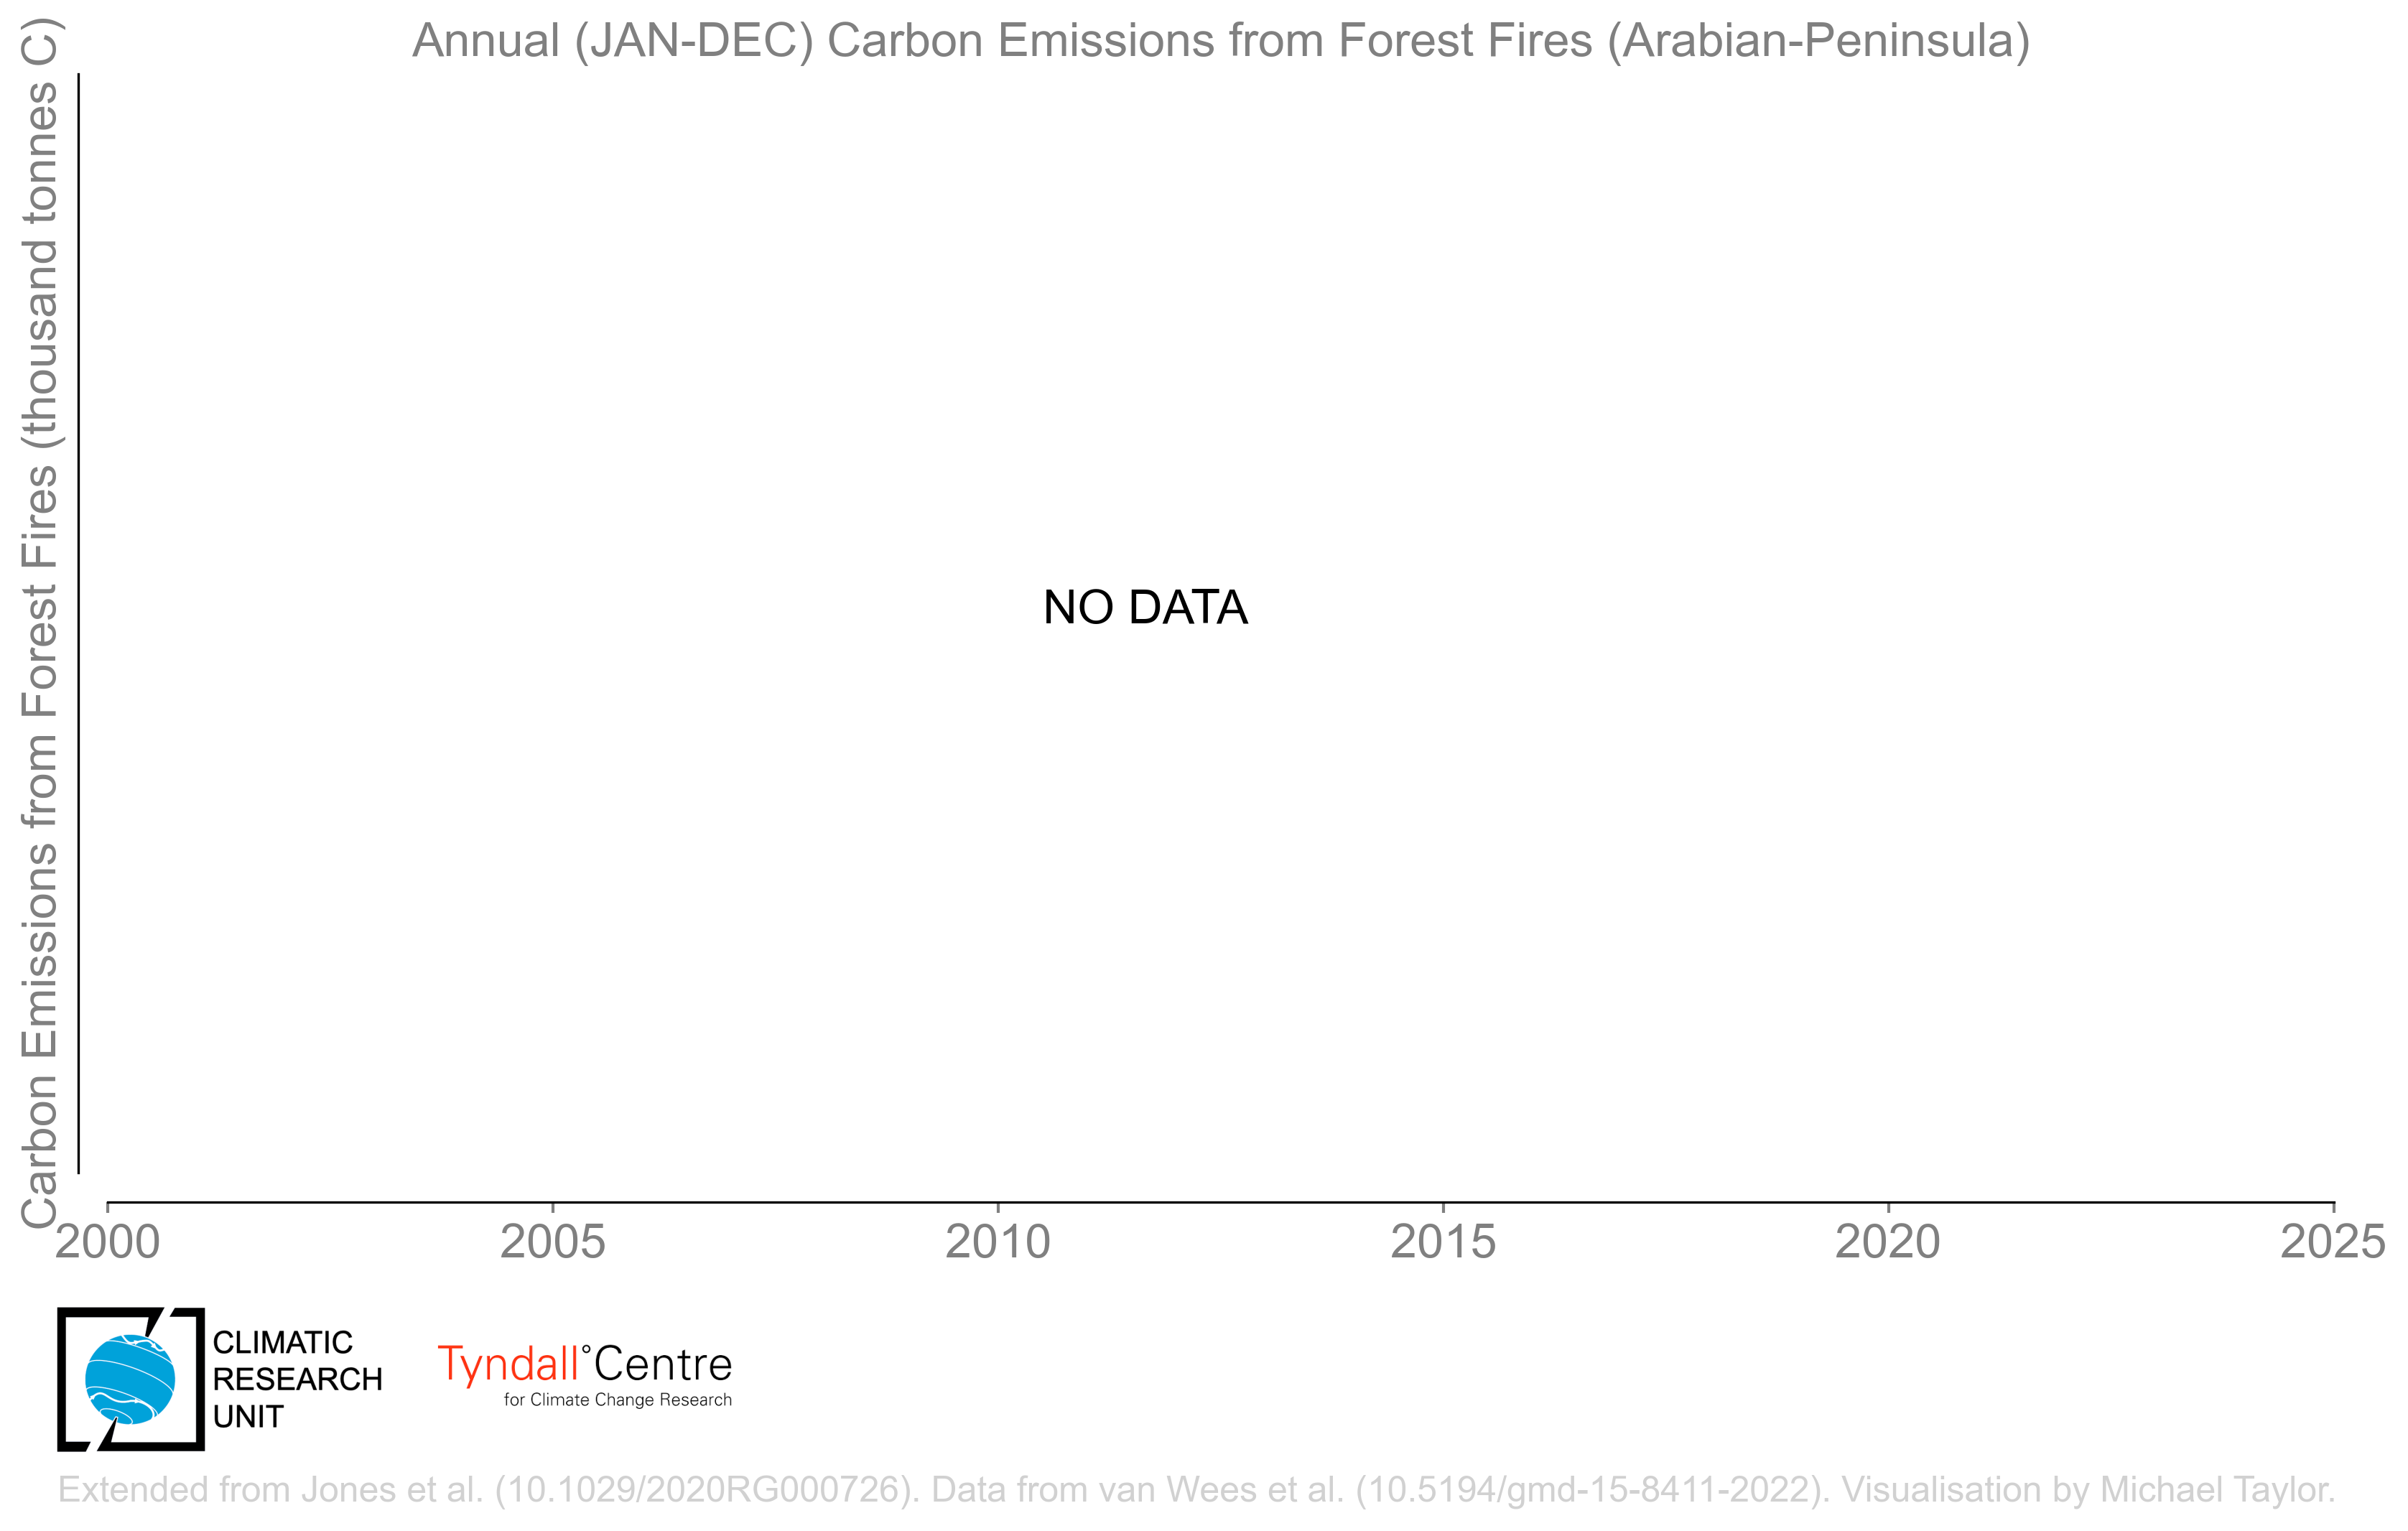 Annual (JAN-DEC) Carbon Emissions from Forest Fires (Arabian-Peninsula)
Carbon Emissions from Forest Fires (thousand tonnes C)
NO DATA
2000 2005 2010 2015 2020 2025
CLIMATIC
RESEARCH
UNIT
Tyndall°Centre
for Climate Change Research
Extended from Jones et al. (10.1029/2020RG000726). Data from van Wees et al. (10.5194/gmd-15-8411-2022). Visualisation by Michael Taylor.